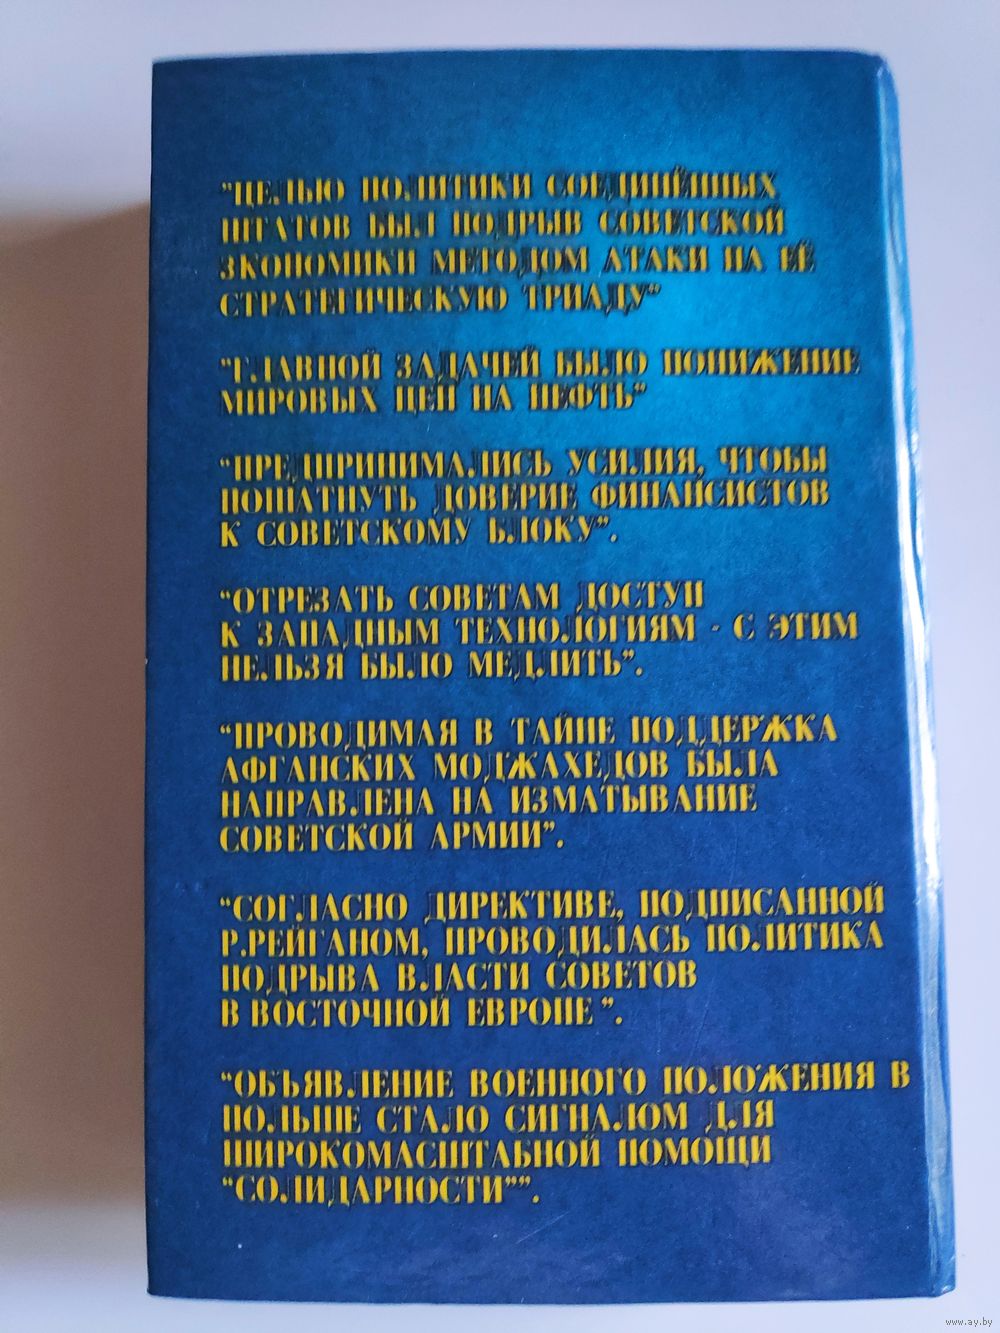 "ЦЕЛЬЮ ПОЛИТИКИ СОЕДИНЁННЫХ
ШТАТОВ БЫЛ ПОДРЫВ СОВЕТСКОЙ
ЭКОНОМИКИ МЕТОДОМ АТАКИ НА ЕЁ
СТРАТЕГИЧЕСКУЮ ТРИАДУ"
"ГЛАВНОЙ ЗАДАЧЕЙ БЫЛО ПОНИЖЕНИЕ
МИРОВЫХ ЦЕН НА НЕФТЬ"
"ПРЕДПРИНИМАЛИСЬ УСИЛИЯ, ЧТОБЫ
ПОШАТНУТЬ ДОВЕРИЕ ФИНАНСИСТОВ
К СОВЕТСКОМУ БЛОКУ".
"ОТРЕЗАТЬ СОВЕТАМ ДОСТУП
К ЗАПАДНЫМ ТЕХНОЛОГИЯМ - С ЭТИМ
НЕЛЬЗЯ БЫЛО МЕДЛИТЬ".
"ПРОВОДИМАЯ В ТАЙНЕ ПОДДЕРЖКА
АФГАНСКИХ МОДЖАХЕДОВ БЫЛА
НАПРАВЛЕНА НА ИЗМАТЫВАНИЕ
СОВЕТСКОЙ АРМИИ".
"СОГЛАСНО ДИРЕКТИВЕ, ПОДПИСАННОЙ
Р.РЕЙГАНОМ, ПРОВОДИЛАСЬ ПОЛИТИКА
ПОДРЫВА ВЛАСТИ СОВЕТОВ
В ВОСТОЧНОЙ ЕВРОПЕ".
"ОБЪЯВЛЕНИЕ ВОЕННОГО ПОЛОЖЕНИЯ В
ПОЛЬШЕ СТАЛО СИГНАЛОМ ДЛЯ
ШИРОКОМАСШТАБНОЙ ПОМОЩИ
"СОЛИДАРНОСТИ"".
www.ay.by